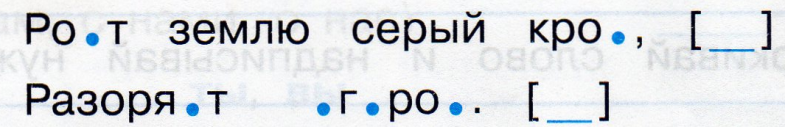 Ро•т землю серый кро•, [__]
Разоря•т •г•ро•. [__]